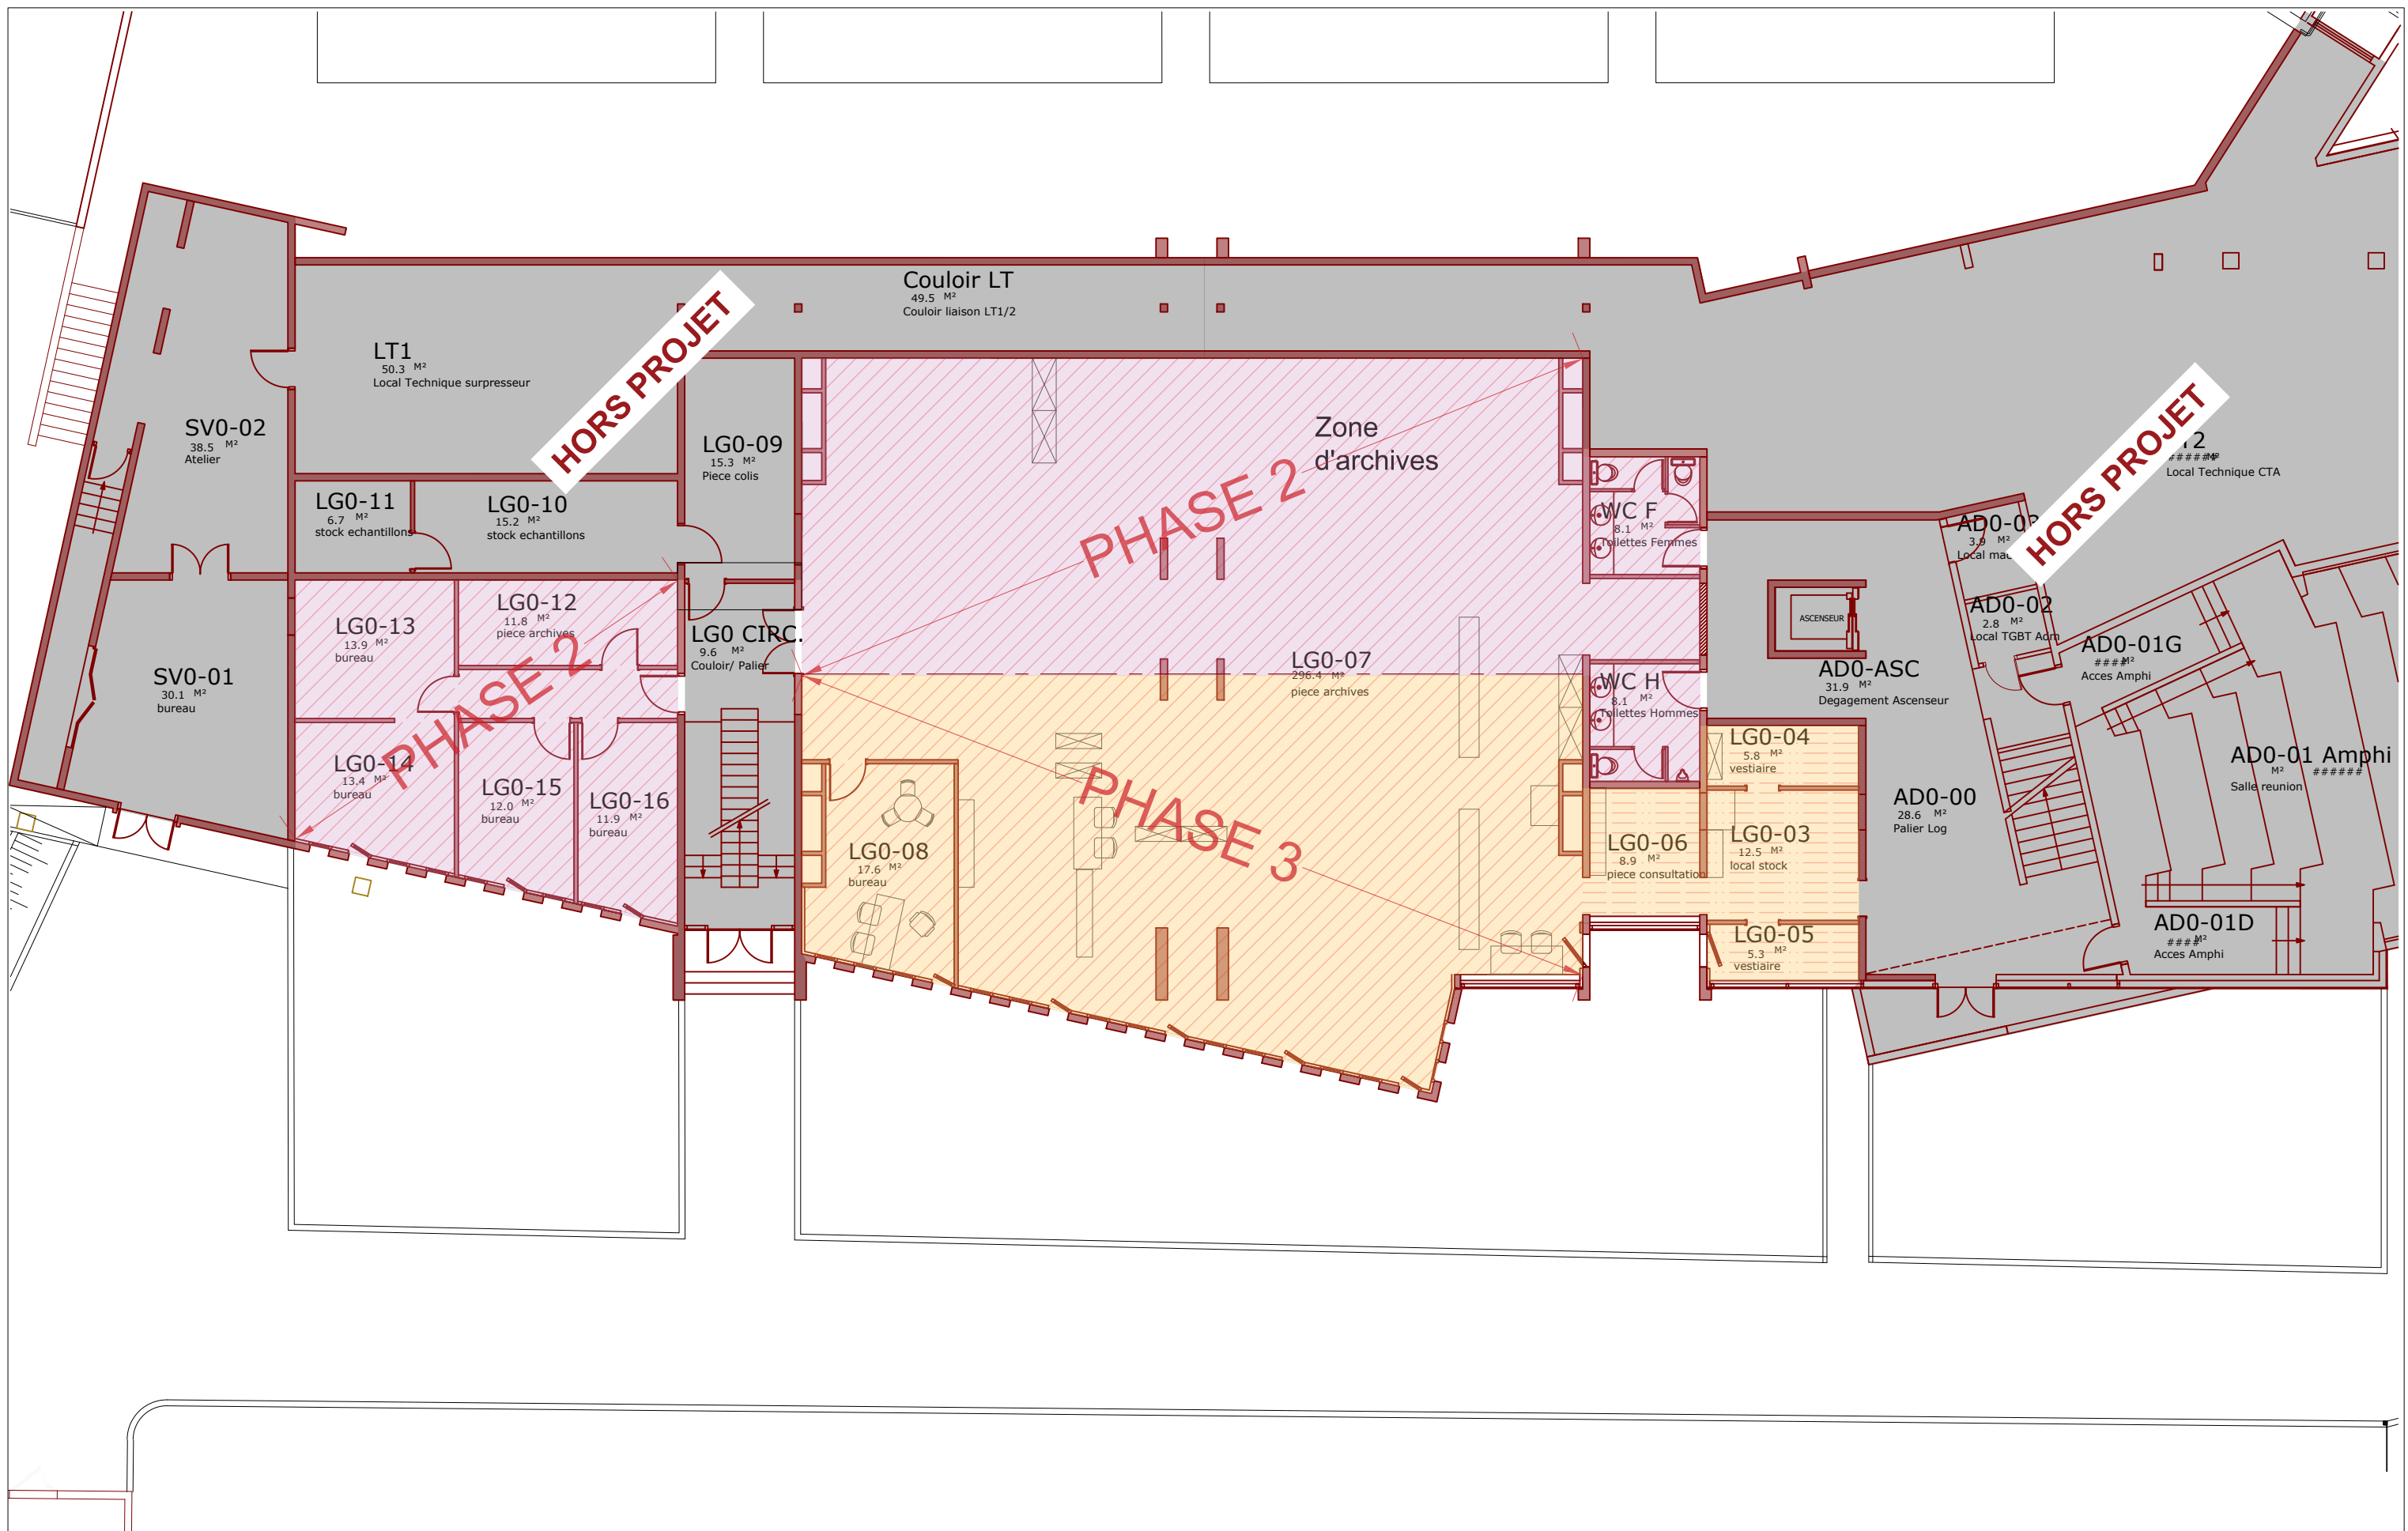 Couloir LT
49.5 M²
Couloir liaison LT1/2
LT1
50.3 M²
Local Technique surpresseur
HORS PROJET
SV0-02
38.5 M²
Atelier
LG0-09
15.3 M²
Piece colis
Zone
d'archives
HORS PROJET
######M²
Local Technique CTA
LG0-11
6.7 M²
stock echantillons
LG0-10
15.2 M²
stock echantillons
PHASE 2
WC F
8.1 M²
Toilettes Femmes
3.9 M²
Local
LG0-13
13.9 M²
bureau
LG0-12
11.8 M²
piece archives
LG0 CIRC.
9.6 M²
Couloir/ Palier
ASCENSEUR
AD0-02
2.8 M²
Local TGBT Adm
AD0-01G
####M²
Acces Amphi
SV0-01
30.1 M²
bureau
PHASE 2
LG0-07
296.4 M²
piece archives
WC H
8.1 M²
Toilettes Hommes
AD0-ASC
31.9 M²
Degagement Ascenseur
LG0-14
13.4 M²
bureau
LG0-15
12.0 M²
bureau
LG0-16
11.9 M²
bureau
PHASE 3
LG0-04
5.8 M²
vestiaire
AD0-01 Amphi
M² ######
Salle reunion
LG0-08
17.6 M²
bureau
LG0-06
8.9 M²
piece consultation
LG0-03
12.5 M²
local stock
AD0-00
28.6 M²
Palier Log
LG0-05
5.3 M²
vestiaire
AD0-01D
####M²
Acces Amphi